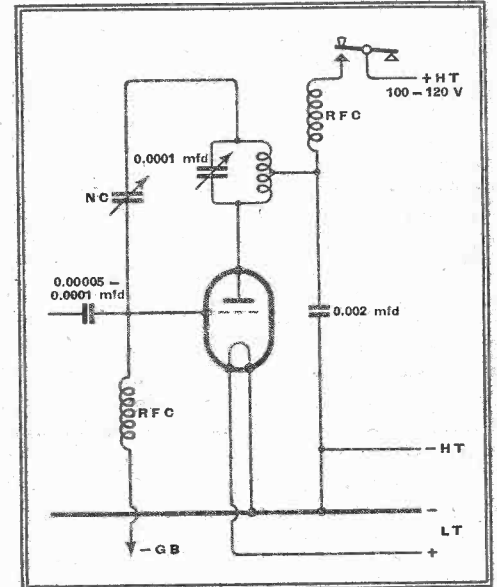 +HT
100-120 V
RFC
0.0001 mfd
NC
0.00005-
0.0001 mfd
0.002 mfd
RFC
-HT
-
LT
-GB
+